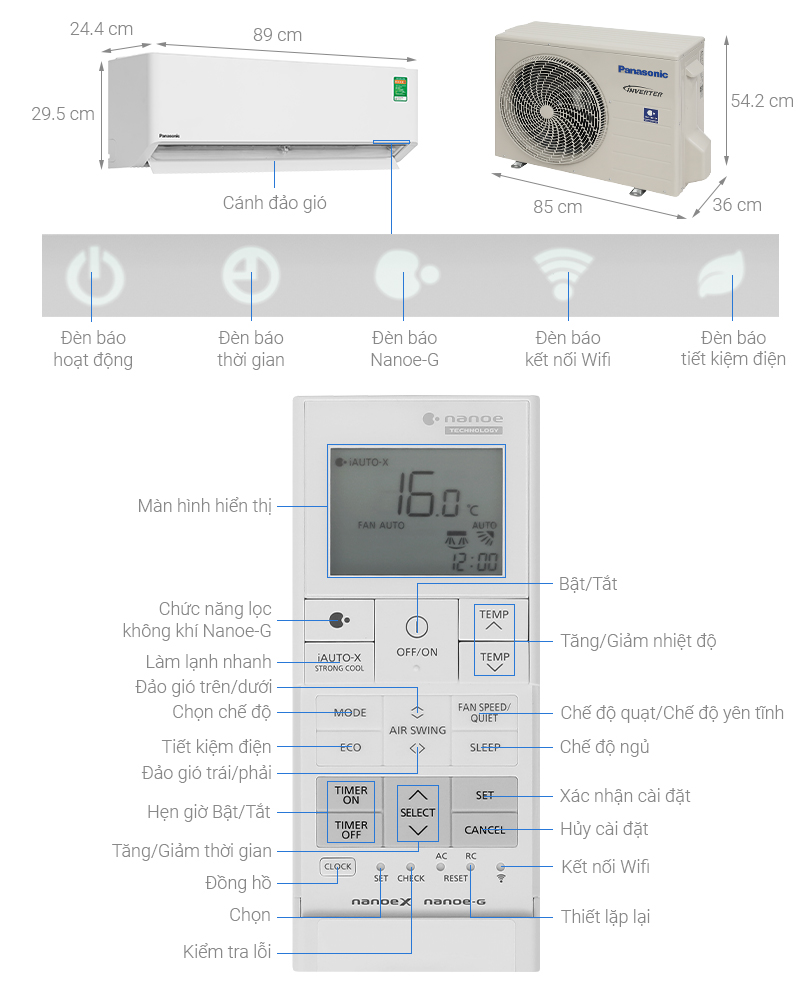 24.4 cm
89 cm
29.5 cm
Panasonic
Cánh đảo gió
Panasonic
INVERTER
54.2 cm
85 cm
36 cm
Đèn báo
hoạt động
Đèn báo
thời gian
Đèn báo
Nanoe-G
Đèn báo
kết nối Wifi
Đèn báo
tiết kiệm điện
nanoe
TECHNOLOGY
iAUTO-X
16.0 °C
FAN AUTO
AUTO
12:00
Màn hình hiển thị
Bật/Tắt
Chức năng lọc
không khí Nanoe-G
OFF/ON
TEMP
TEMP
Tăng/Giảm nhiệt độ
Làm lạnh nhanh
iAUTO-X
STRONG COOL
Đảo gió trên/dưới
Chọn chế độ
MODE
AIR SWING
FAN SPEED/
QUIET
Chế độ quạt/Chế độ yên tĩnh
Tiết kiệm điện
ECO
SLEEP
Chế độ ngủ
Đảo gió trái/phải
TIMER
ON
SELECT
SET
Xác nhận cài đặt
Hẹn giờ Bật/Tắt
TIMER
OFF
CANCEL
Hủy cài đặt
Tăng/Giảm thời gian
CLOCK
SET
CHECK
AC
RC
RESET
Kết nối Wifi
Đồng hồ
nanoeX
nanoe-G
Chọn
Thiết lặp lại
Kiểm tra lỗi